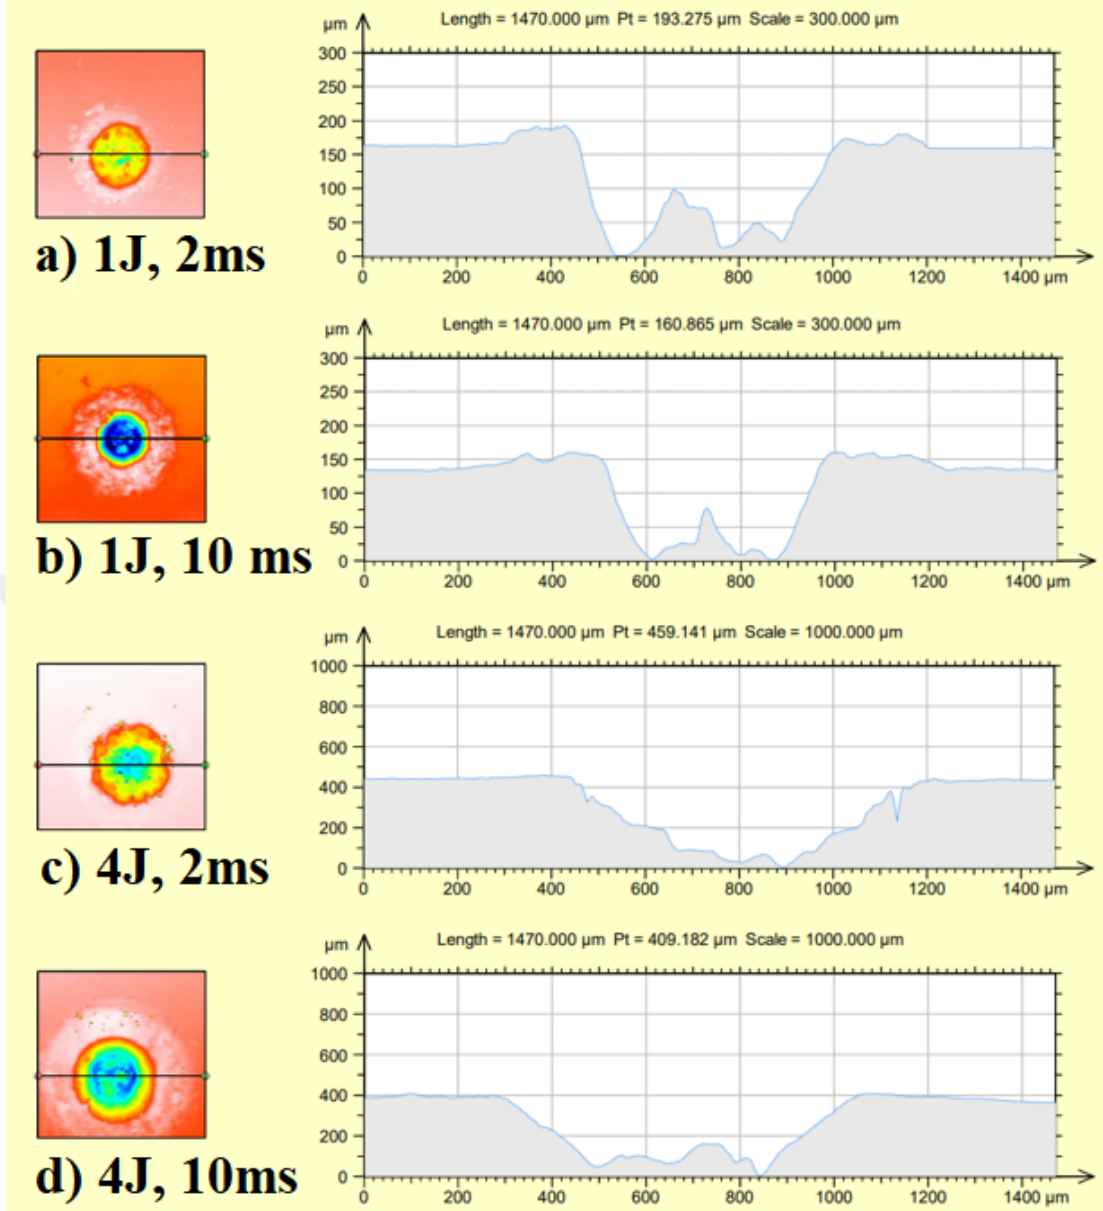 Length = 1470.000 µm Pt = 193.275 µm Scale = 300.000 µm
µm
300
250
200
150
100
50
0
0 200 400 600 800 1000 1200 1400 µm
a) 1J, 2ms
Length = 1470.000 µm Pt = 160.865 µm Scale = 300.000 µm
µm
300
250
200
150
100
50
0
0 200 400 600 800 1000 1200 1400 µm
b) 1J, 10 ms
Length = 1470.000 µm Pt = 459.141 µm Scale = 1000.000 µm
µm
1000
800
600
400
200
0
0 200 400 600 800 1000 1200 1400 µm
c) 4J, 2ms
Length = 1470.000 µm Pt = 409.182 µm Scale = 1000.000 µm
µm
1000
800
600
400
200
0
0 200 400 600 800 1000 1200 1400 µm
d) 4J, 10ms